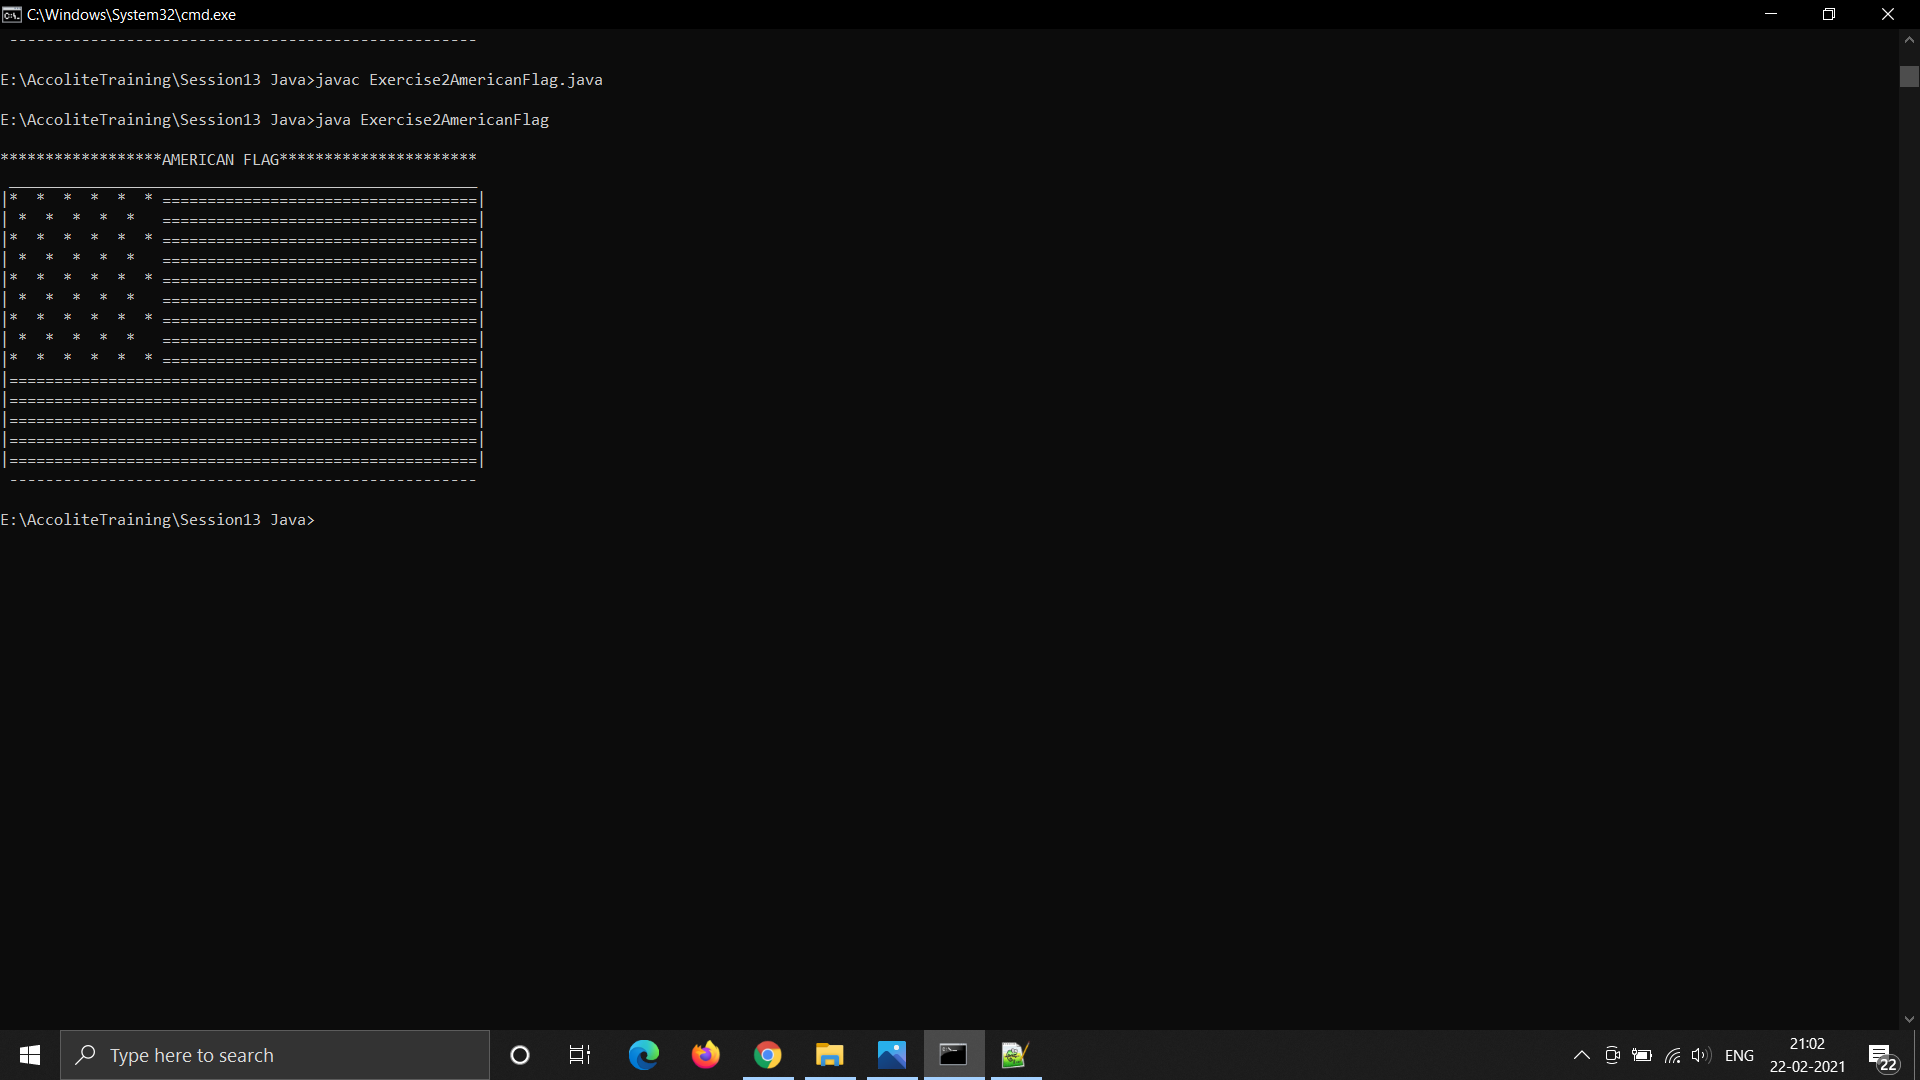 C:\Windows\System32\cmd.exe
 ----------------------------------------------------
E:\AccoliteTraining\Session13 Java>javac Exercise2AmericanFlag.java
E:\AccoliteTraining\Session13 Java>java Exercise2AmericanFlag
******************AMERICAN FLAG**********************
 ____________________________________________________
|*  *  *  *  *  * ===================================|
| *  *  *  *  *   ===================================|
|*  *  *  *  *  * ===================================|
| *  *  *  *  *   ===================================|
|*  *  *  *  *  * ===================================|
| *  *  *  *  *   ===================================|
|*  *  *  *  *  * ===================================|
| *  *  *  *  *   ===================================|
|*  *  *  *  *  * ===================================|
|====================================================|
|====================================================|
|====================================================|
|====================================================|
|====================================================|
 ----------------------------------------------------
E:\AccoliteTraining\Session13 Java>
Type here to search
ENG
21:02
22-02-2021
22